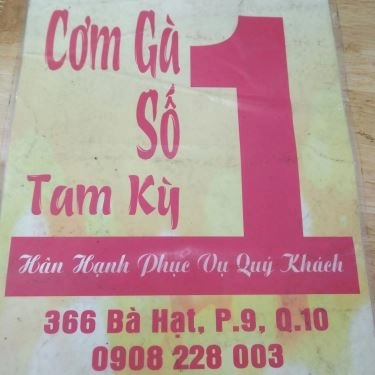 Cơm Gà
Số 1
Tam Kỳ
Hân Hạnh Phục Vụ Quý Khách
366 Bà Hạt, P.9, Q.10
0908 228 003